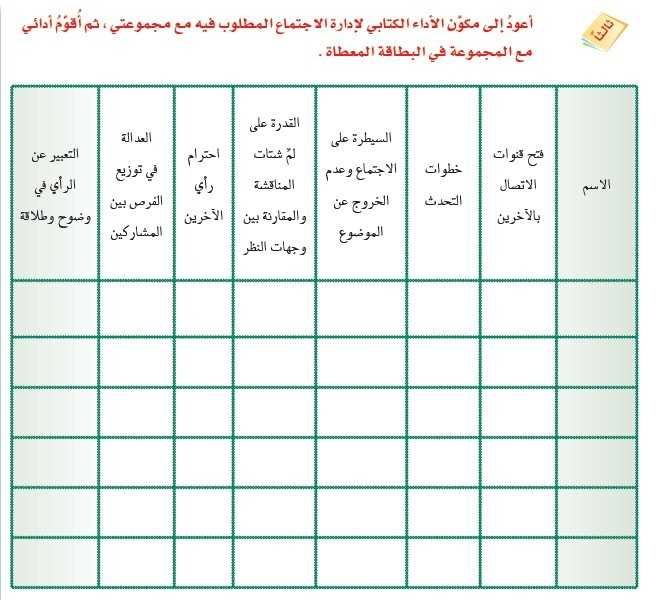 ثالثًا
أعودُ إلى مكوّن الأداء الكتابي لإدارة الاجتماع المطلوب فيه مع مجموعتي ، ثم أُقوّمُ أدائي
مع المجموعة في البطاقة المعطاة .
الاسم
فتح قنوات
الاتصال
بالآخرين
خطوات
التحدث
السيطرة على
الاجتماع وعدم
الخروج عن
الموضوع
القدرة على
لمّ شتات
المناقشة
والمقارنة بين
وجهات النظر
احترام
رأي
الآخرين
العدالة
في توزيع
الفرص بين
المشاركين
التعبير عن
الرأي في
وضوح وطلاقة